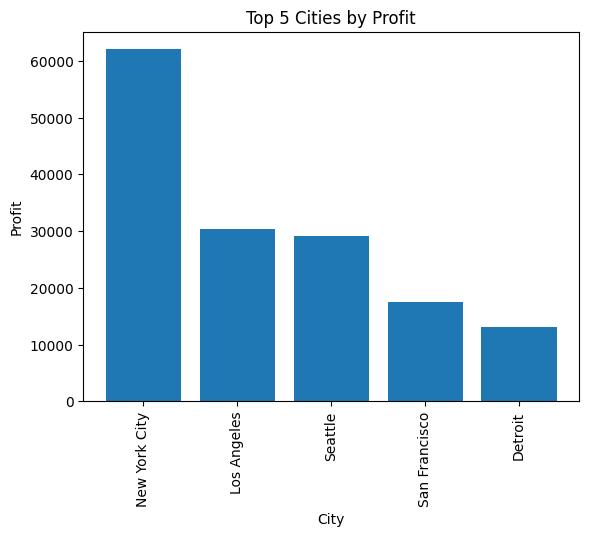 Top 5 Cities by Profit
60000
50000
40000
30000
20000
10000
0
Profit
New York City
Los Angeles
Seattle
San Francisco
Detroit
City